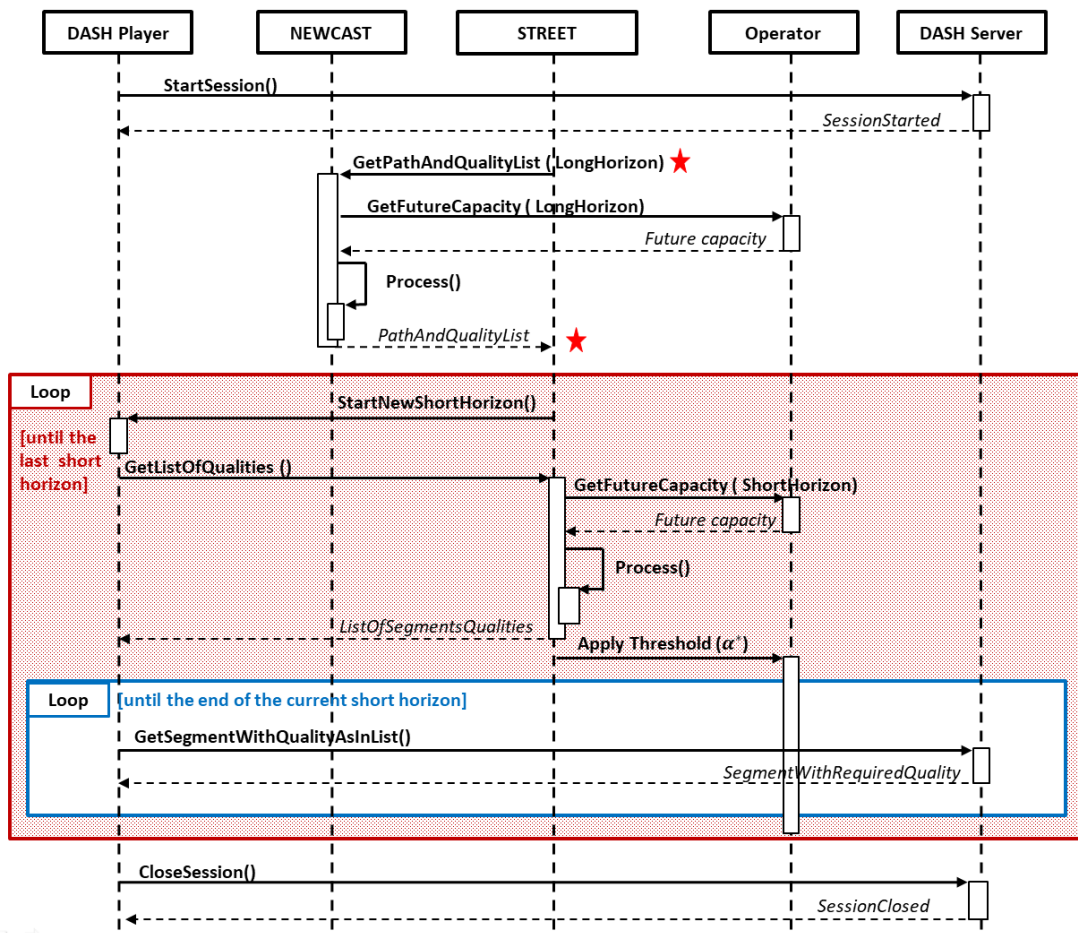 DASH Player
NEWCAST
STREET
Operator
DASH Server
StartSession()
SessionStarted
GetPathAndQualityList ( LongHorizon)
GetFutureCapacity ( LongHorizon)
Future capacity
Process()
PathAndQualityList
Loop
StartNewShortHorizon()
[until the
last short
horizon]
GetListOfQualities ()
GetFutureCapacity ( ShortHorizon)
Future capacity
Process()
ListOfSegmentsQualities
Apply Threshold (α*)
Loop
[until the end of the current short horizon]
GetSegmentWithQualityAsInList()
SegmentWithRequiredQuality
CloseSession()
SessionClosed